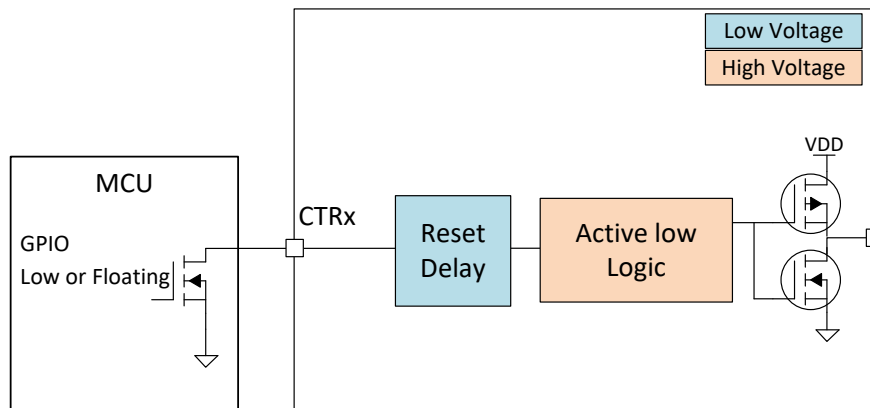 Low Voltage
High Voltage
VDD
MCU
CTRx
GPIO
Low or Floating
Reset
Delay
Active low
Logic